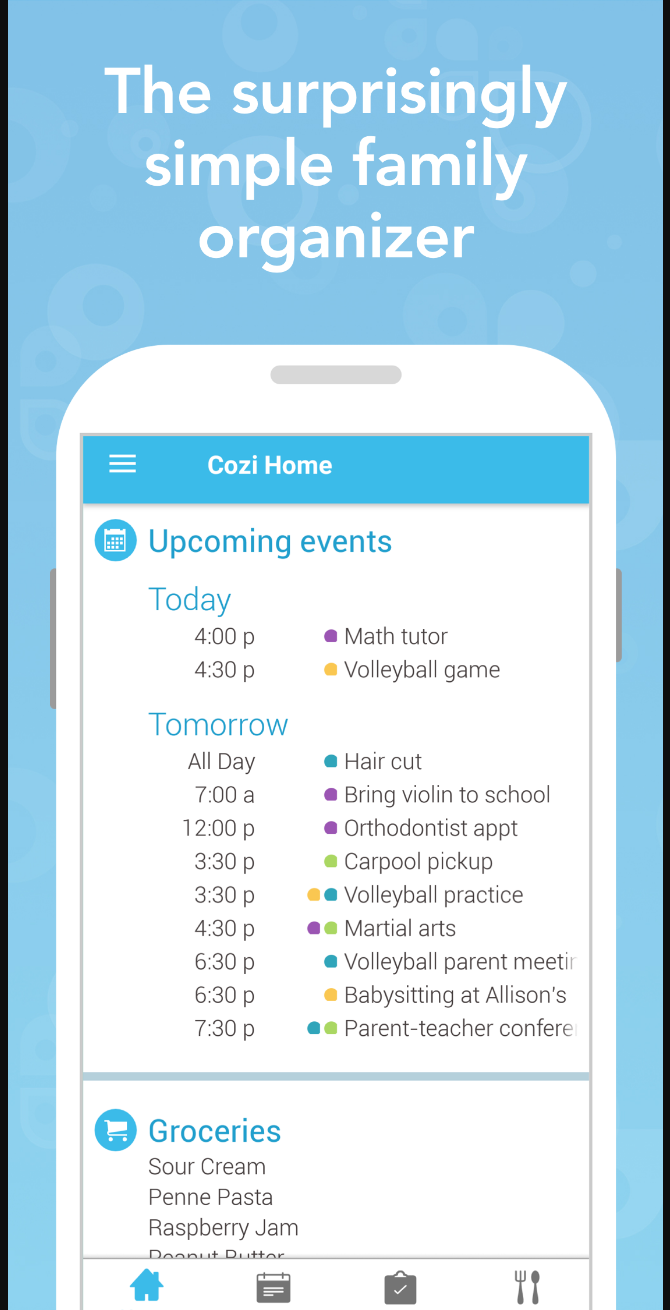 The surprisingly
simple family
organizer
Cozi Home
Upcoming events
Today
4:00 p Math tutor
4:30 p Volleyball game
Tomorrow
All Day Hair cut
7:00 a Bring violin to school
12:00 p Orthodontist appt
3:30 p Carpool pickup
3:30 p Volleyball practice
4:30 p Martial arts
6:30 p Volleyball parent meetin
6:30 p Babysitting at Allison's
7:30 p Parent-teacher confere
Groceries
Sour Cream
Penne Pasta
Raspberry Jam
Peanut Butter